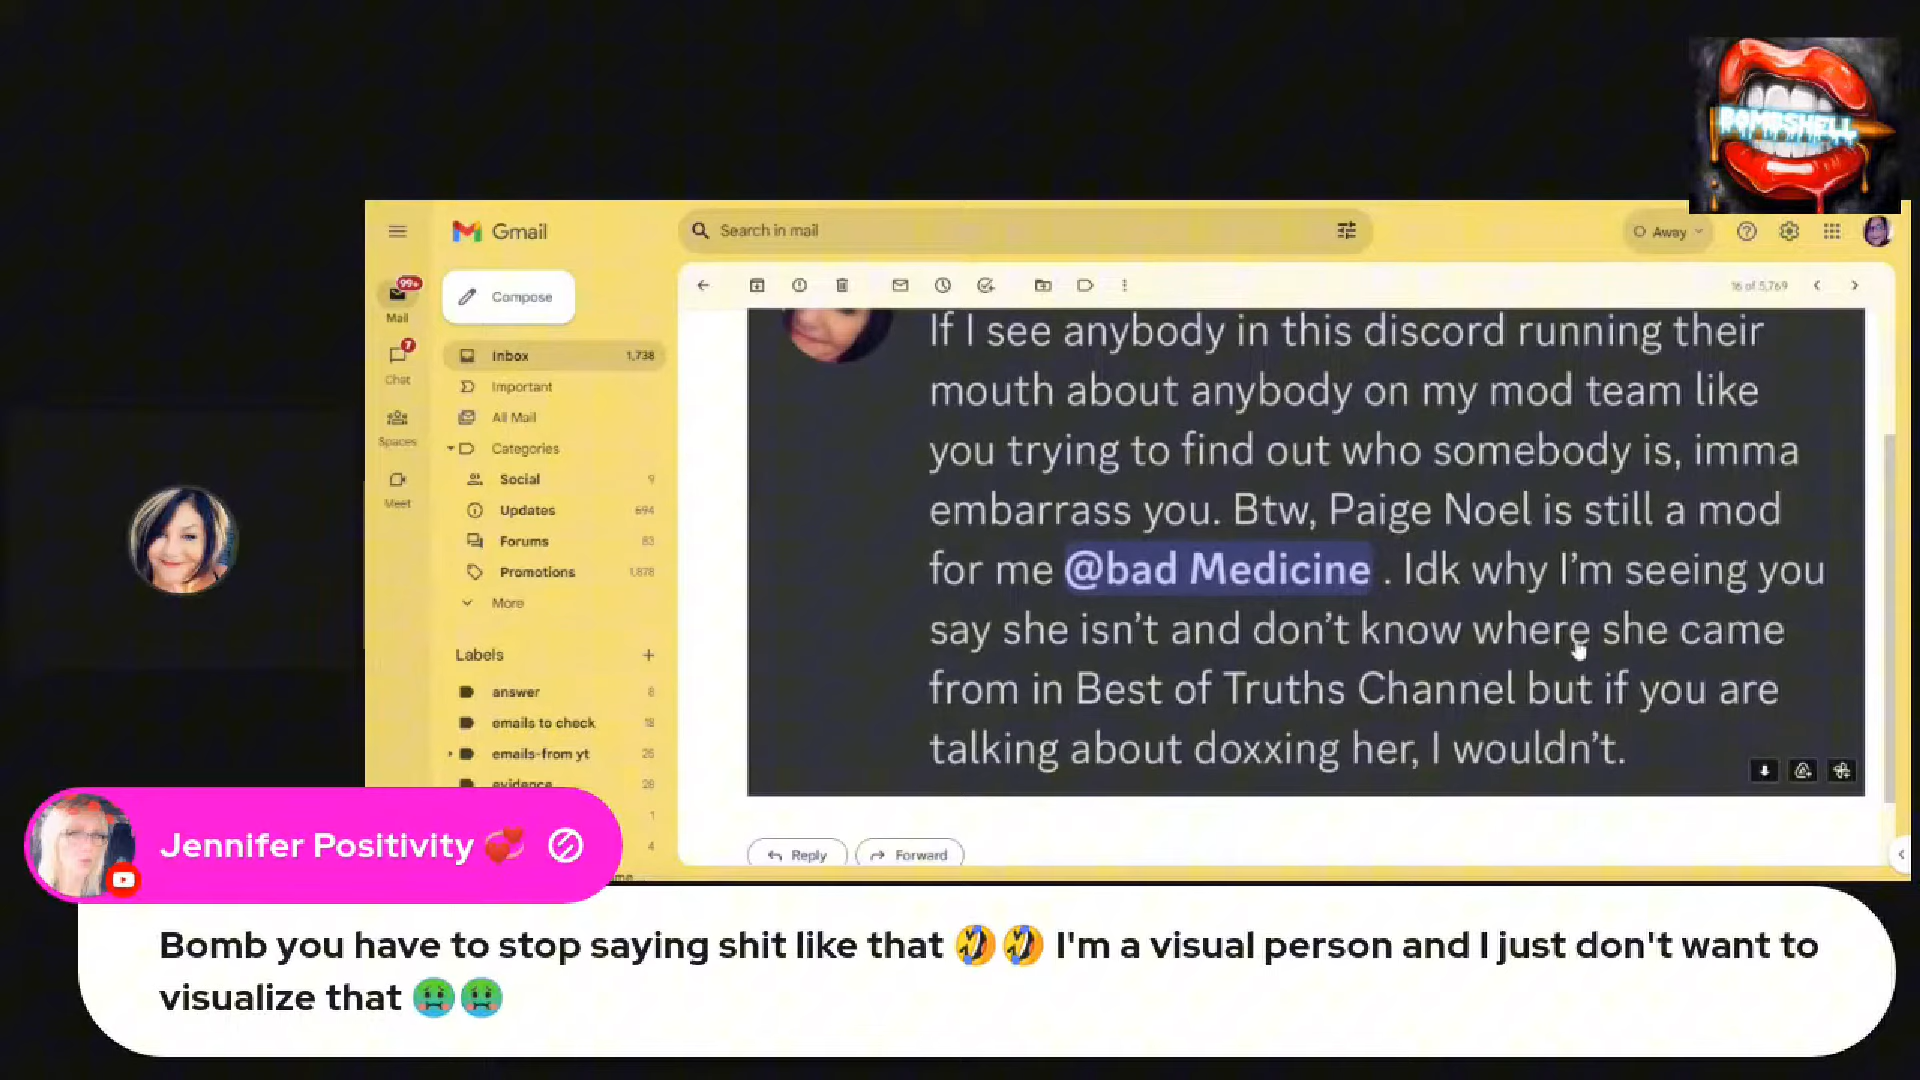 BOMBSHELL
Gmail
Search in mail
Away
99+
Mail
Compose
16 of 5,769
7
Chat
Spaces
Meet
Inbox 1,738
Important
All Mail
Categories
Social 9
Updates 694
Forums 83
Promotions 1,878
More
Labels
answer 8
emails to check 18
emails-from yt 26
evidence 28
1
4
If I see anybody in this discord running their
mouth about anybody on my mod team like
you trying to find out who somebody is, imma
embarrass you. Btw, Paige Noel is still a mod
for me @bad Medicine . Idk why I'm seeing you
say she isn't and don't know where she came
from in Best of Truths Channel but if you are
talking about doxxing her, I wouldn't.
Reply
Forward
Jennifer Positivity 💞
Bomb you have to stop saying shit like that 🤣🤣 I'm a visual person and I just don't want to
visualize that 🤢🤢